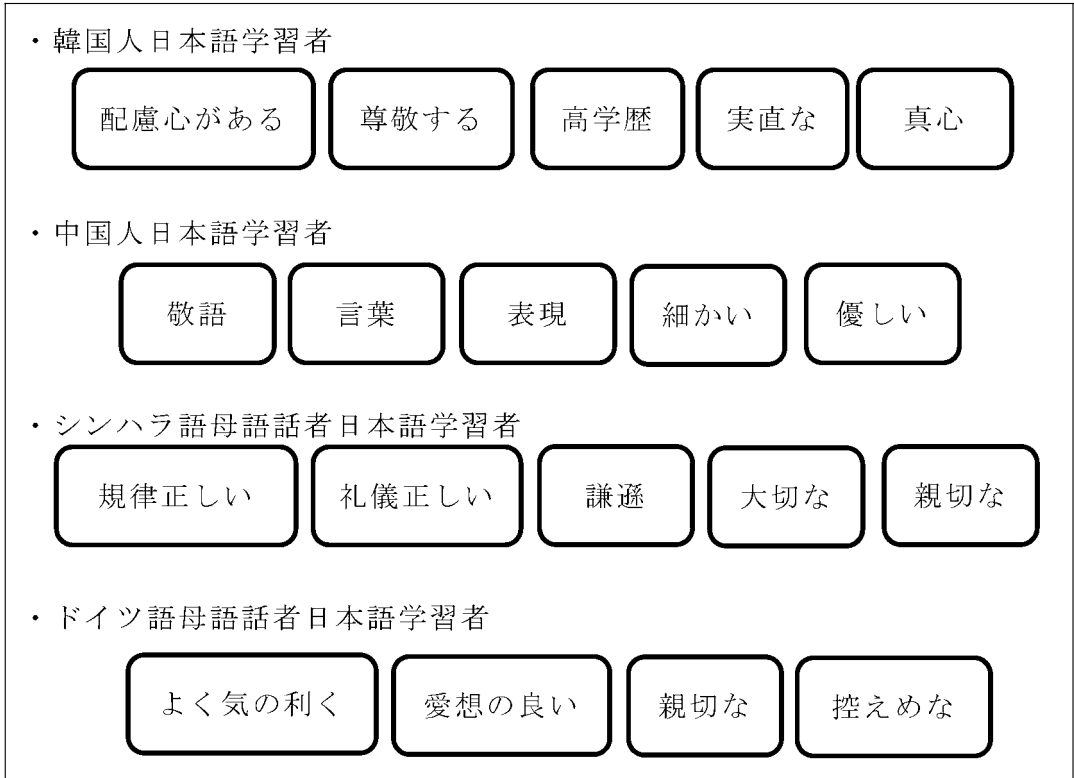 ・韓国人日本語学習者
配慮心がある 尊敬する 高学歴 実直な 真心
・中国人日本語学習者
敬語 言葉 表現 細かい 優しい
・シンハラ語母語話者日本語学習者
規律正しい 礼儀正しい 謙遜 大切な 親切な
・ドイツ語母語話者日本語学習者
よく気の利く 愛想の良い 親切な 控えめな